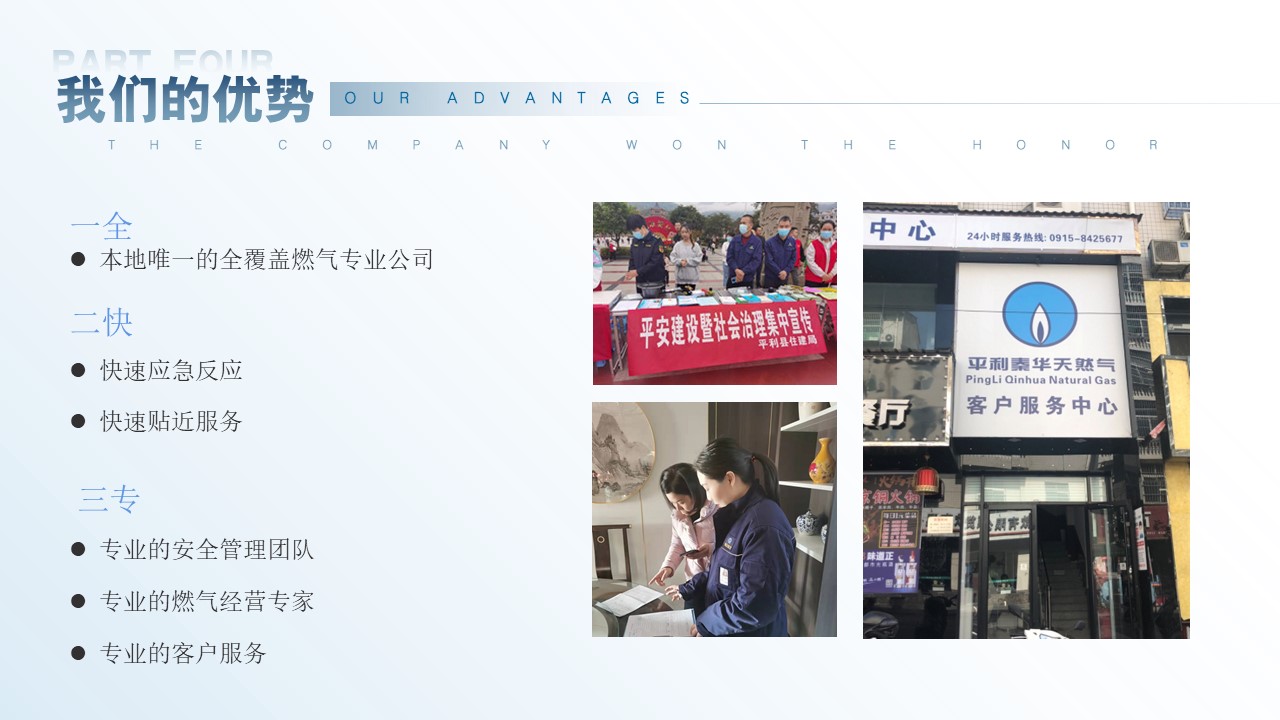 PART FOUR
我们的优势
OUR ADVANTAGES
THE COMPANY WON THE HONOR
一全
本地唯一的全覆盖燃气专业公司
二快
快速应急反应
快速贴近服务
三专
专业的安全管理团队
专业的燃气经营专家
专业的客户服务
平安建设暨社会治理集中宣传
平利县住建局
中心
24小时服务热线: 0915-8425677
平利秦华天然气
PingLi Qinhua Natural Gas
客户服务中心
餐厅
火锅
味道正